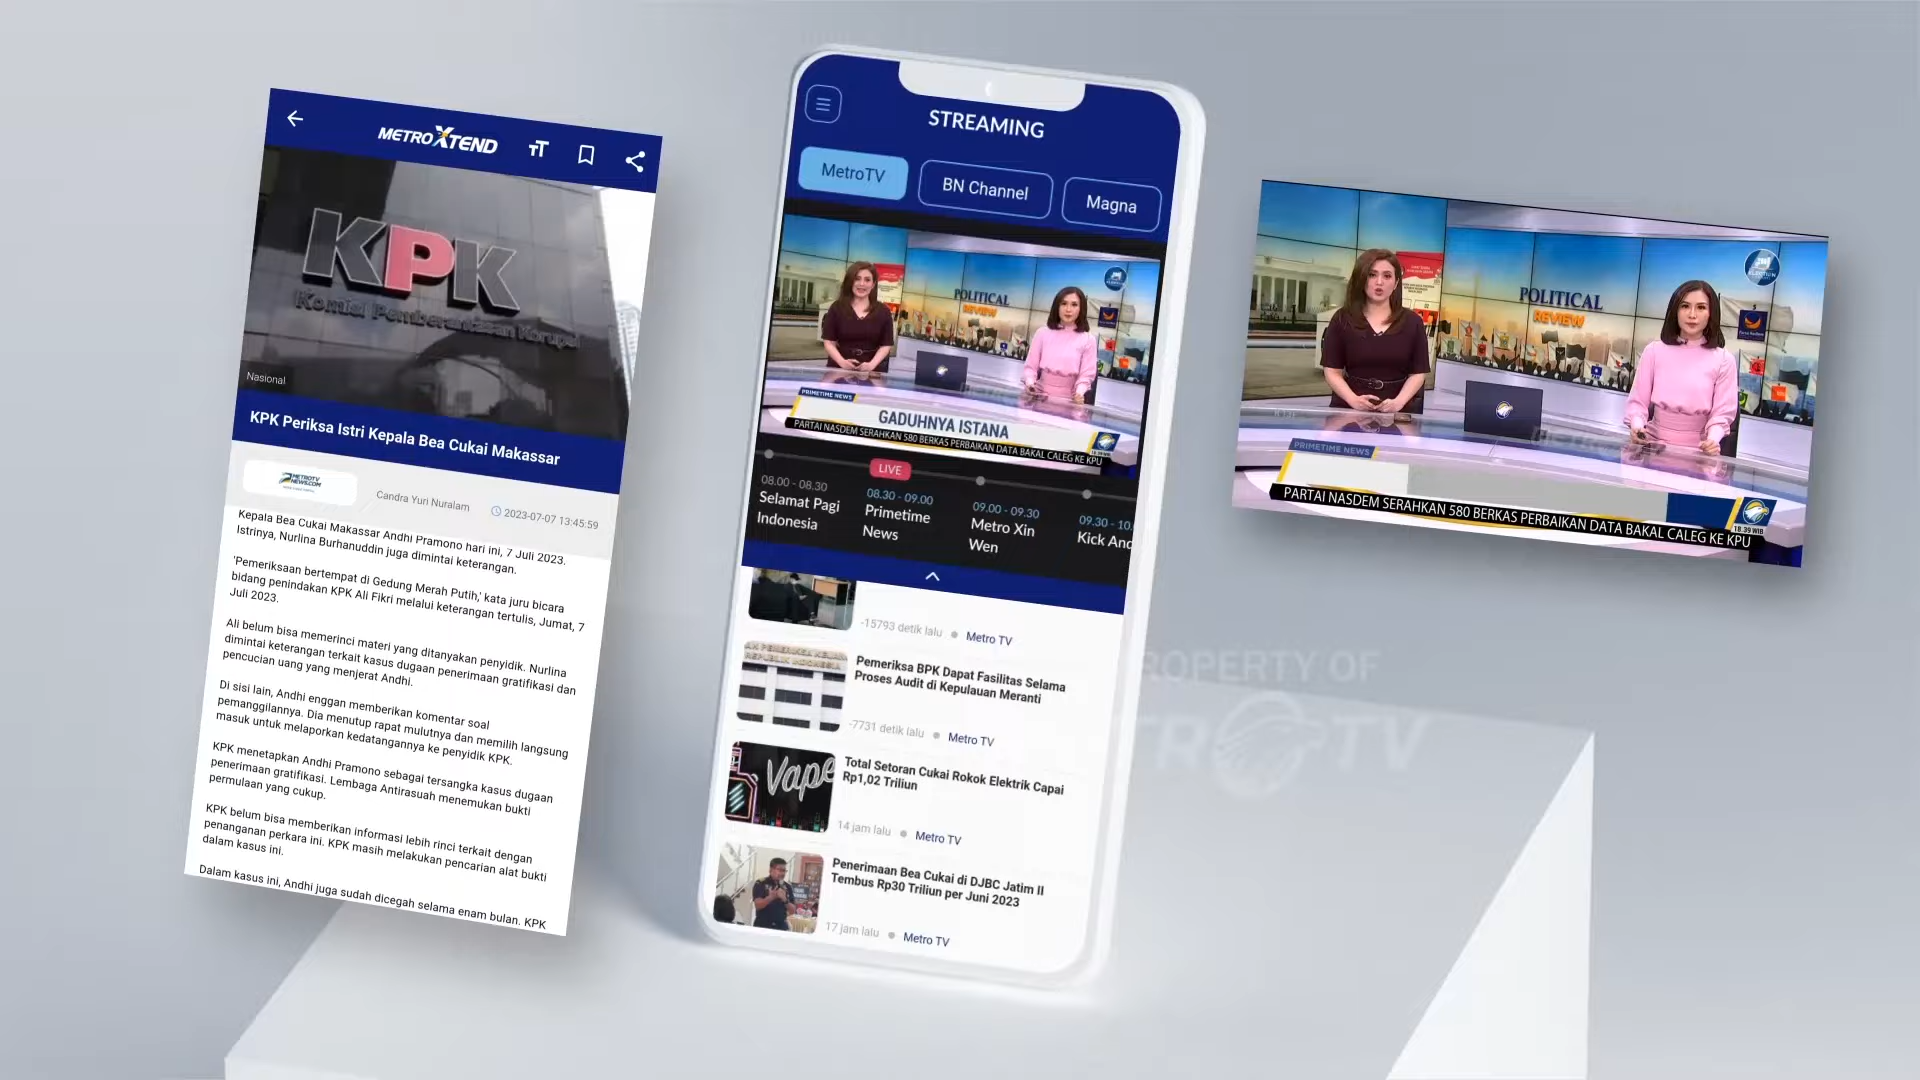 METRO XTEND
TT
KPK
Komisi Pemberantasan Korupsi
Nasional
KPK Periksa Istri Kepala Bea Cukai Makassar
METROTV
NEWS.COM
Candra Yuri Nuralam
2023-07-07 13:45:59
Kepala Bea Cukai Makassar Andhi Pramono hari ini, 7 Juli 2023.
Istrinya, Nurlina Burhanuddin juga dimintai keterangan.
'Pemeriksaan bertempat di Gedung Merah Putih,' kata juru bicara
bidang penindakan KPK Ali Fikri melalui keterangan tertulis, Jumat, 7
Juli 2023.
Ali belum bisa memerinci materi yang ditanyakan penyidik. Nurlina
dimintai keterangan terkait kasus dugaan penerimaan gratifikasi dan
pencucian uang yang menjerat Andhi.
Di sisi lain, Andhi enggan memberikan komentar soal
pemanggilannya. Dia menutup rapat mulutnya dan memilih langsung
masuk untuk melaporkan kedatangannya ke penyidik KPK.
KPK menetapkan Andhi Pramono sebagai tersangka kasus dugaan
penerimaan gratifikasi. Lembaga Antirasuah menemukan bukti
permulaan yang cukup.
KPK belum bisa memberikan informasi lebih rinci terkait dengan
penanganan perkara ini. KPK masih melakukan pencarian alat bukti
dalam kasus ini.
Dalam kasus ini, Andhi juga sudah dicegah selama enam bulan. KPK
STREAMING
MetroTV
BN Channel
Magna
POLITICAL
REVIEW
PRIMETIME NEWS
GADUHNYA ISTANA
PARTAI NASDEM SERAHKAN 580 BERKAS PERBAIKAN DATA BAKAL CALEG KE KPU
LIVE
08.00 - 08.30
Selamat Pagi
Indonesia
08.30 - 09.00
Primetime
News
09.00 - 09.30
Metro Xin
Wen
09.30 - 10.
Kick And
-15793 detik lalu
Metro TV
Pemeriksa BPK Dapat Fasilitas Selama
Proses Audit di Kepulauan Meranti
-7731 detik lalu
Metro TV
Vape
Total Setoran Cukai Rokok Elektrik Capai
Rp1,02 Triliun
14 jam lalu
Metro TV
Penerimaan Bea Cukai di DJBC Jatim II
Tembus Rp30 Triliun per Juni 2023
17 jam lalu
Metro TV
POLITICAL
REVIEW
PRIMETIME NEWS
PARTAI NASDEM SERAHKAN 580 BERKAS PERBAIKAN DATA BAKAL CALEG KE KPU
18.39 WIB
ROPERTY OF
TR TV